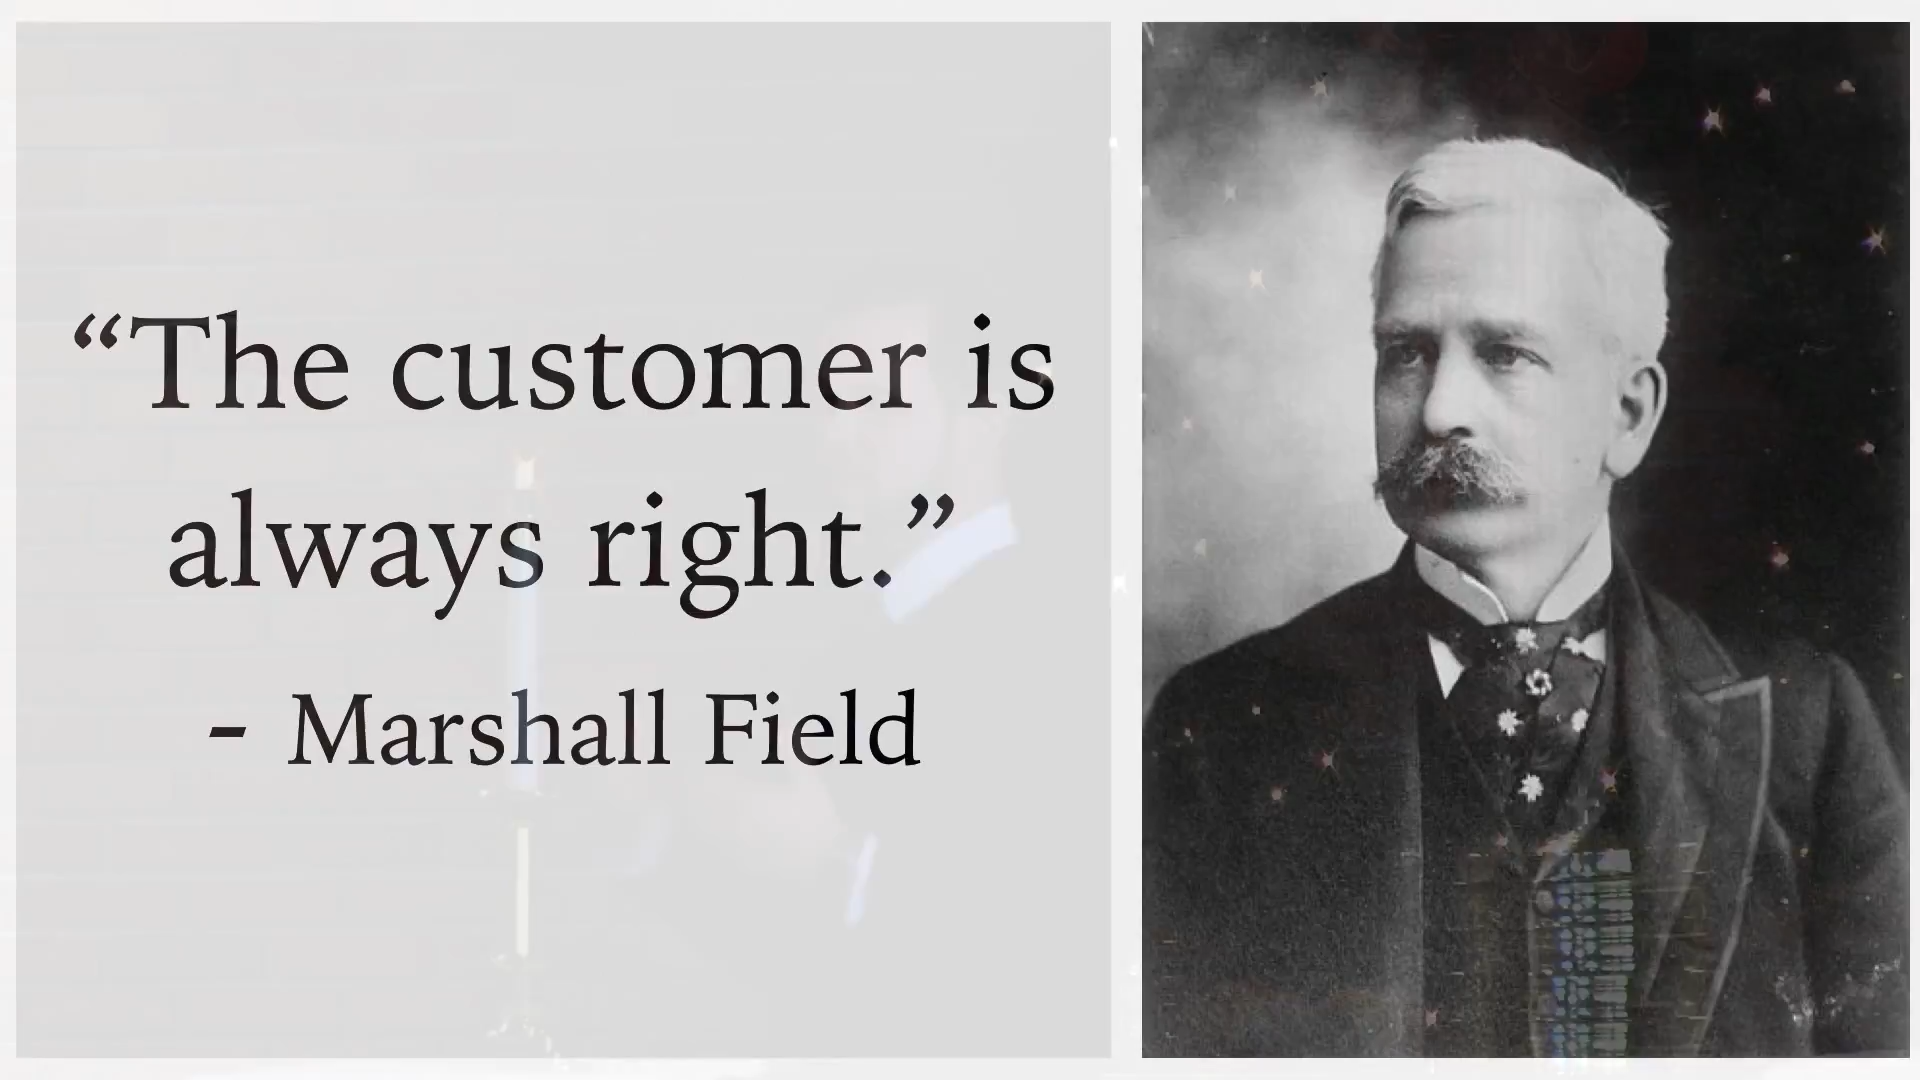 “The customer is
always right.”
- Marshall Field